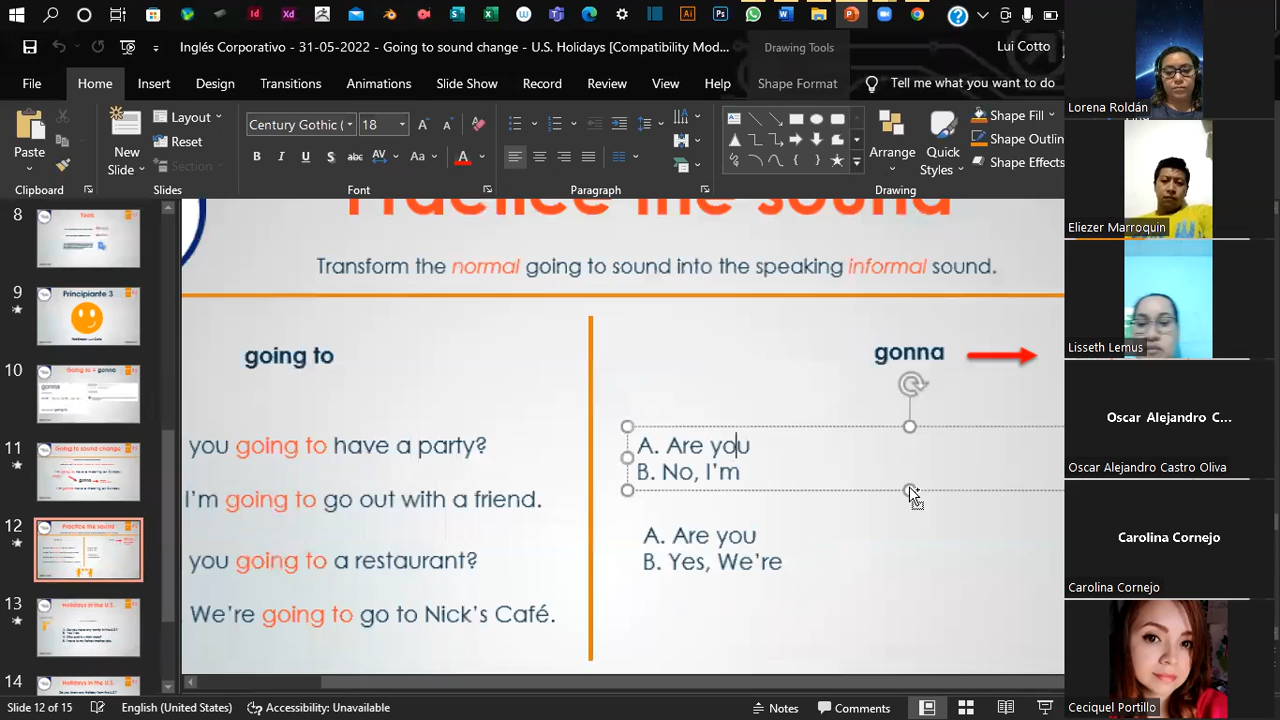 Inglés Corporativo - 31-05-2022 - Going to sound change - U.S. Holidays [Compatibility Mod...
Drawing Tools
Lui Cotto
File
Home
Insert
Design
Transitions
Animations
Slide Show
Record
Review
View
Help
Shape Format
Tell me what you want to do
Paste
New
Slide
Layout
Reset
Section
Century Gothic (
18
Arrange
Quick
Styles
Shape Fill
Shape Outlin
Shape Effects
Clipboard
Slides
Font
Paragraph
Drawing
8
Tools
9
Principiante 3
10
Going to + gonna
gonna
11
Going to sound change
12
Practice the sound
13
Holidays in the U.S.
14
Holidays in the U.S.
Practice the sound
Transform the normal going to sound into the speaking informal sound.
going to
you going to have a party?
I'm going to go out with a friend.
you going to a restaurant?
We're going to go to Nick's Café.
gonna
A. Are you
B. No, I'm
A. Are you
B. Yes, We're
Slide 12 of 15
English (United States)
Accessibility: Unavailable
Notes
Comments
Lorena Roldán
Eliezer Marroquin
Lisseth Lemus
Oscar Alejandro C...
Oscar Alejandro Castro Oliva
Carolina Cornejo
Carolina Cornejo
Ceciquel Portillo